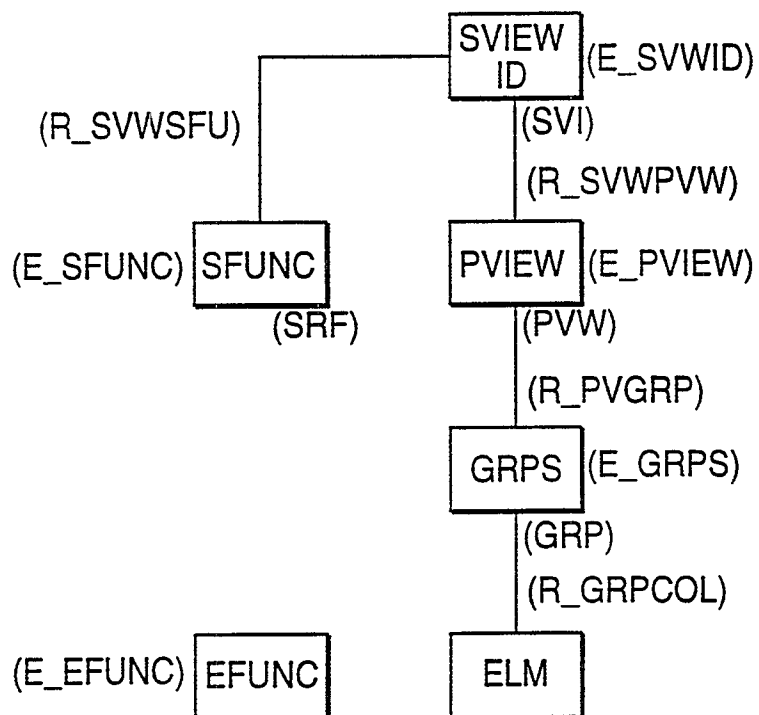 SVIEW
ID
(E_SVWID)
(SVI)
(R_SVWSFU)
(R_SVWPVW)
(E_SFUNC)
SFUNC
PVIEW
(E_PVIEW)
(SRF)
(PVW)
(R_PVGRP)
GRPS
(E_GRPS)
(GRP)
(R_GRPCOL)
(E_EFUNC)
EFUNC
ELM